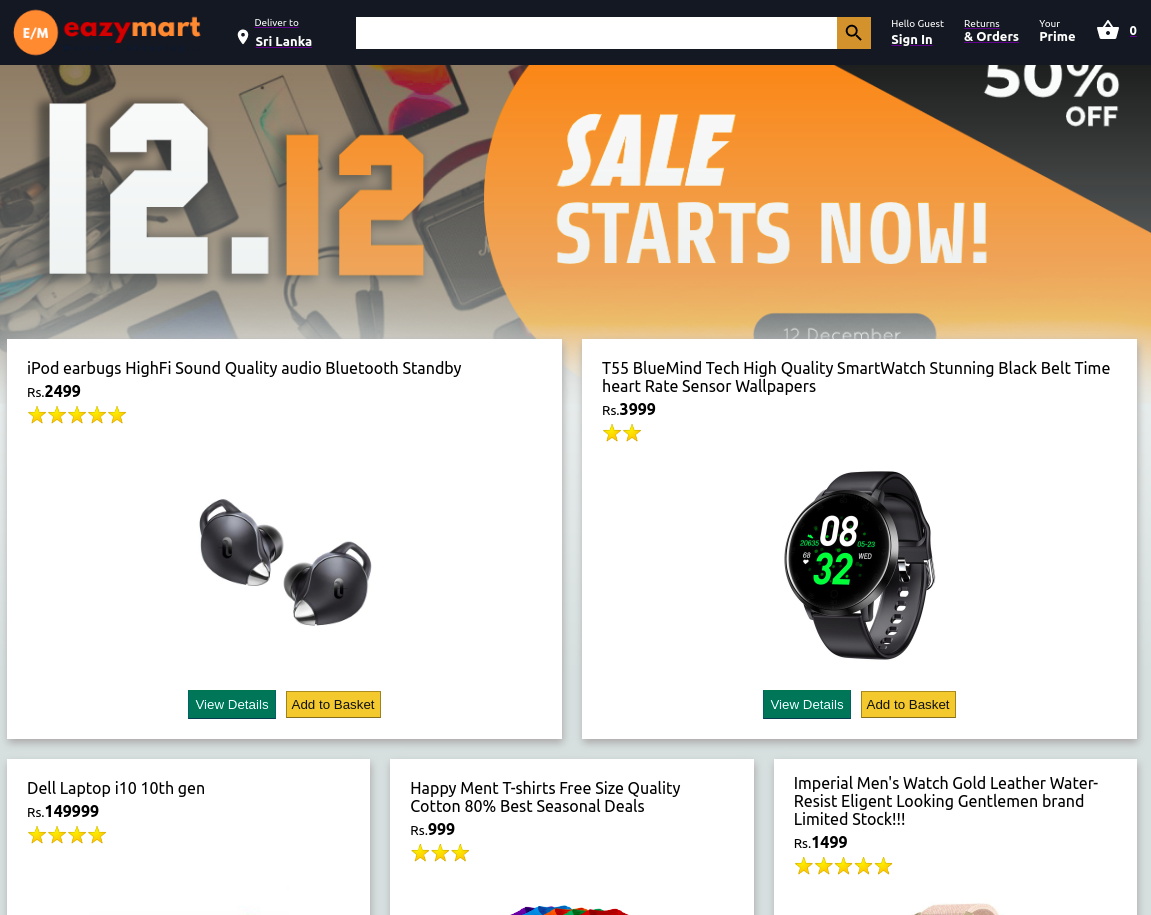 E/M eazymart
Deliver to
Sri Lanka
Hello Guest
Sign In
Returns
& Orders
Your
Prime
0
50%
OFF
12.12
SALE
STARTS NOW!
12 December
iPod earbugs HighFi Sound Quality audio Bluetooth Standby
Rs.2499
View Details
Add to Basket
T55 BlueMind Tech High Quality SmartWatch Stunning Black Belt Time
heart Rate Sensor Wallpapers
Rs.3999
08
20635
05-23
68
WED
32
View Details
Add to Basket
Dell Laptop i10 10th gen
Rs.149999
Happy Ment T-shirts Free Size Quality
Cotton 80% Best Seasonal Deals
Rs.999
Imperial Men's Watch Gold Leather Water-
Resist Eligent Looking Gentlemen brand
Limited Stock!!!
Rs.1499